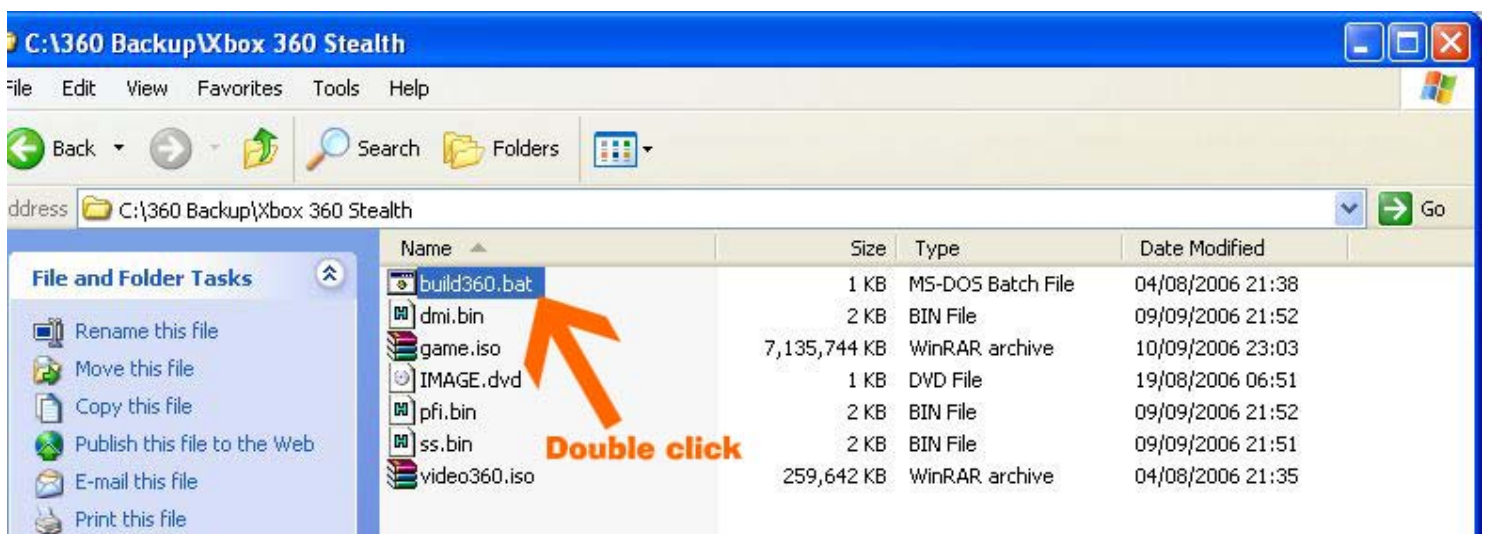 C:\360 Backup\Xbox 360 Stealth
File Edit View Favorites Tools Help
Back Search Folders
ddress C:\360 Backup\Xbox 360 Stealth Go
Name Size Type Date Modified
File and Folder Tasks
Rename this file
Move this file
Copy this file
Publish this file to the Web
E-mail this file
Print this file
build360.bat 1 KB MS-DOS Batch File 04/08/2006 21:38
dmi.bin 2 KB BIN File 09/09/2006 21:52
game.iso 7,135,744 KB WinRAR archive 10/09/2006 23:03
IMAGE.dvd 1 KB DVD File 19/08/2006 06:51
pfi.bin 2 KB BIN File 09/09/2006 21:52
ss.bin 2 KB BIN File 09/09/2006 21:51
video360.iso 259,642 KB WinRAR archive 04/08/2006 21:35
Double click